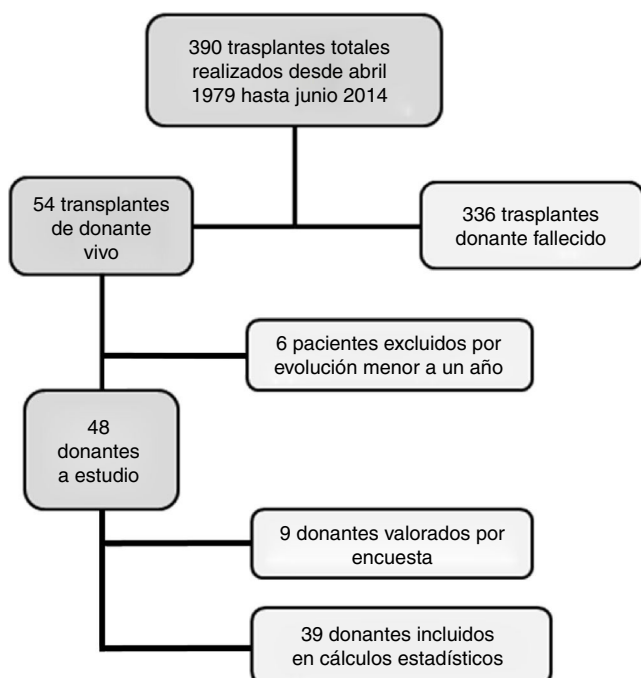 390 trasplantes totales
realizados desde abril
1979 hasta junio 2014
54 transplantes
de donante
vivo
336 trasplantes
donante fallecido
6 pacientes excluidos por
evolución menor a un año
48
donantes
a estudio
9 donantes valorados por
encuesta
39 donantes incluidos
en cálculos estadísticos